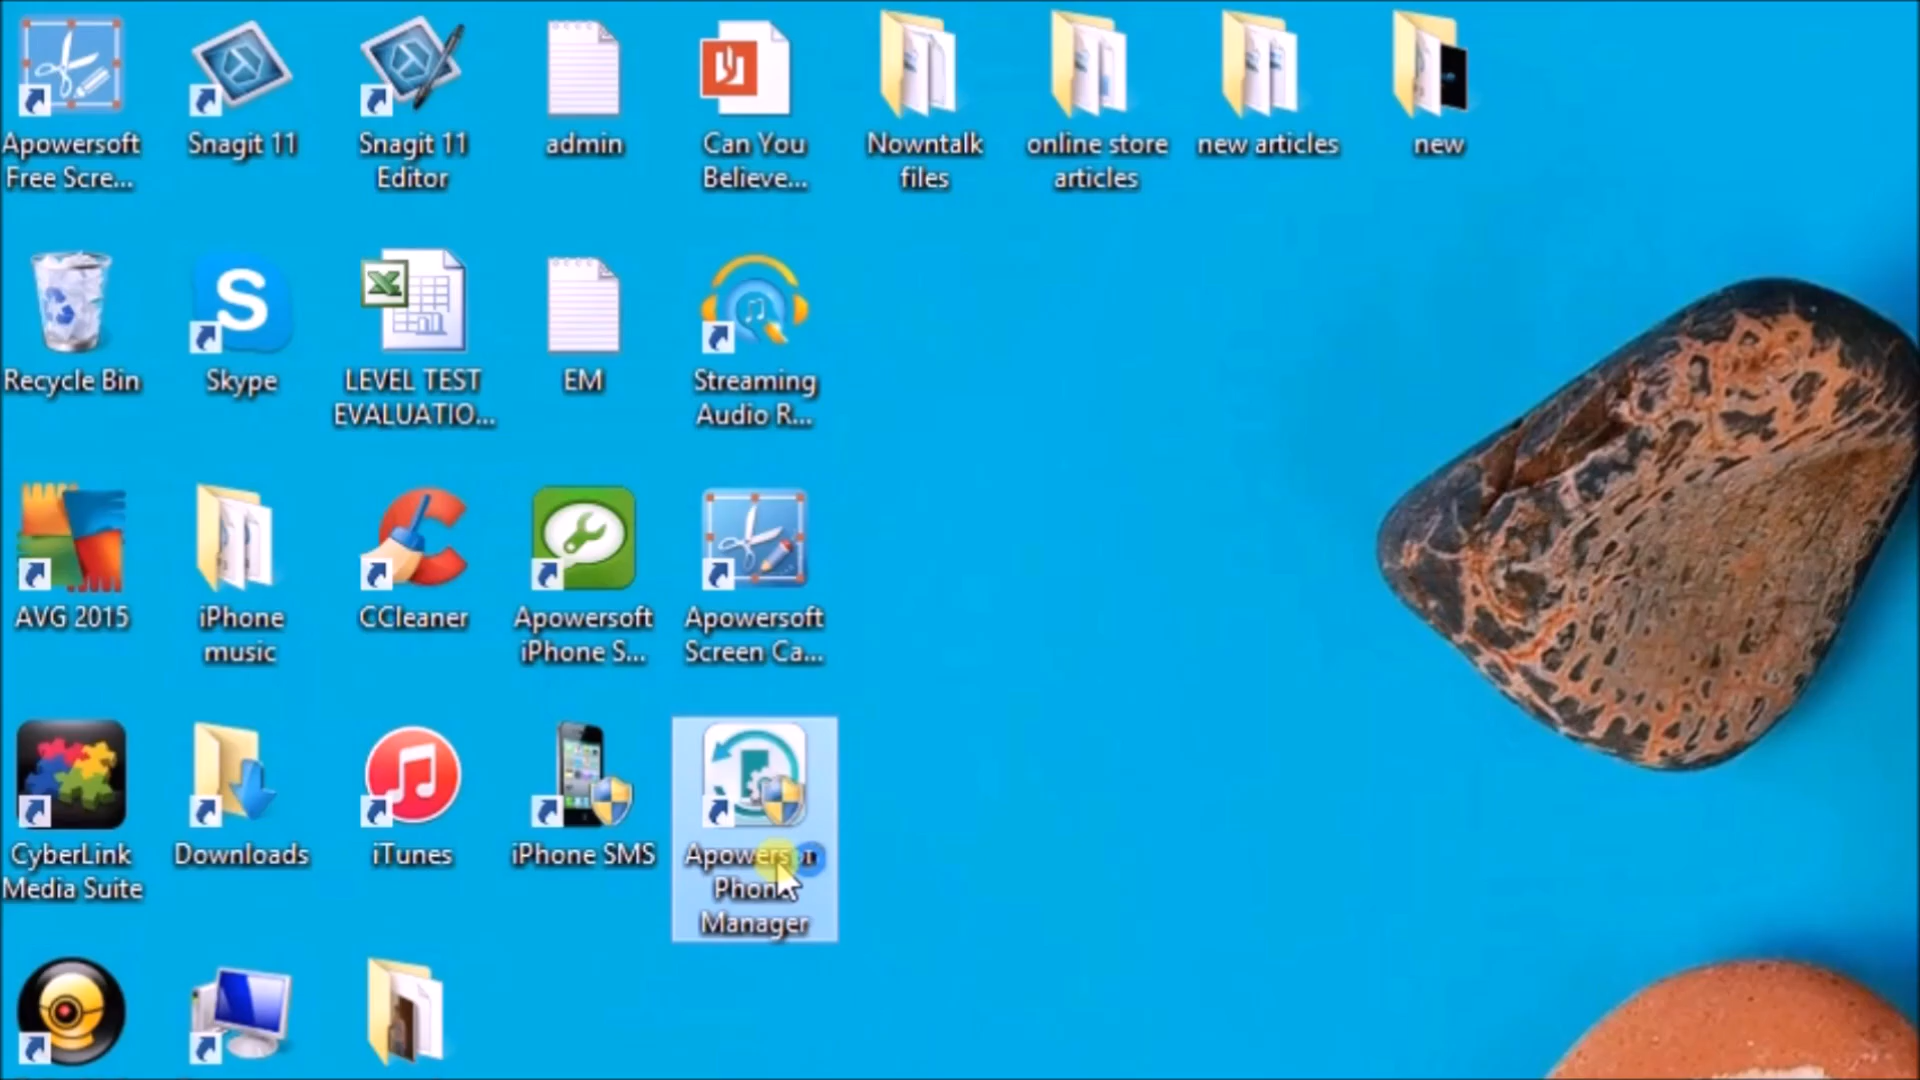 Apowersoft
Free Scre...
Snagit 11
Snagit 11
Editor
admin
Can You
Believe...
Nowntalk
files
online store
articles
new articles
new
Recycle Bin
Skype
LEVEL TEST
EVALUATIO...
EM
Streaming
Audio R...
AVG 2015
iPhone
music
CCleaner
Apowersoft
iPhone S...
Apowersoft
Screen Ca...
CyberLink
Media Suite
Downloads
iTunes
iPhone SMS
Apowersoft
Phone
Manager